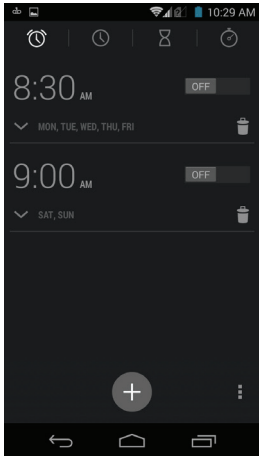 10:29 AM
8:30 AM OFF
MON, TUE, WED, THU, FRI
9:00 AM OFF
SAT, SUN